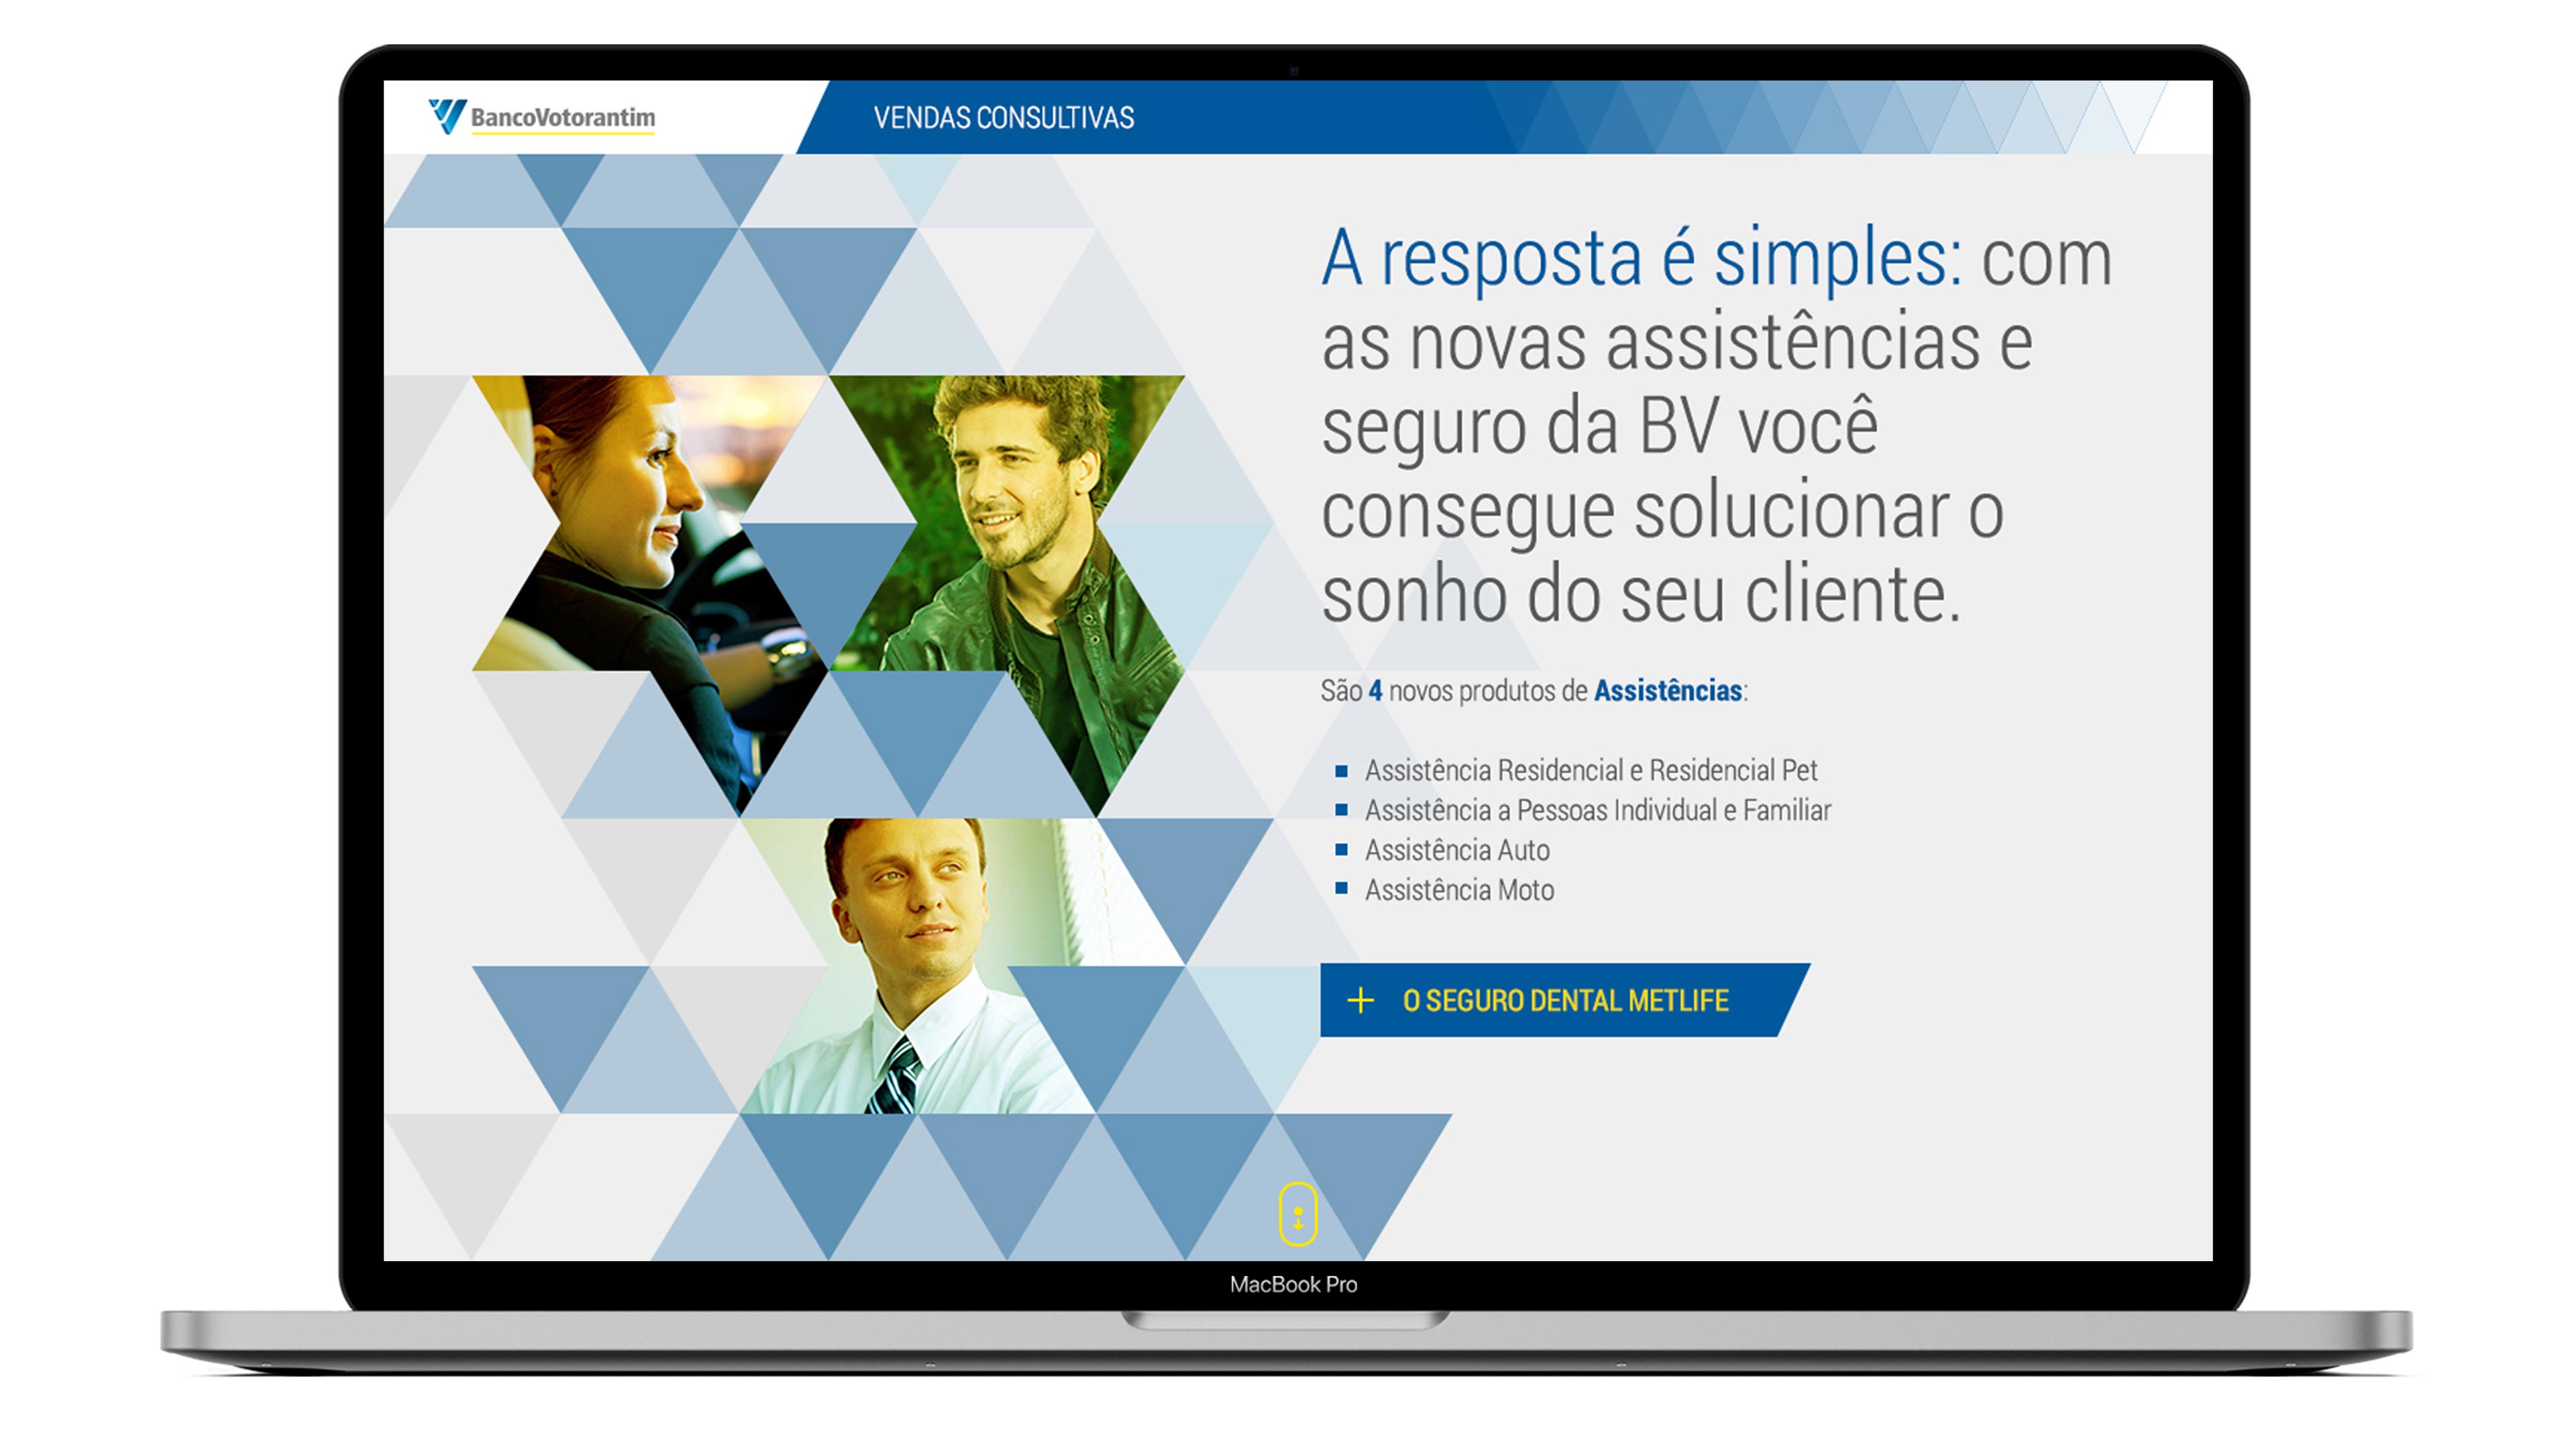 BancoVotorantim
VENDAS CONSULTIVAS
A resposta é simples: com
as novas assistências e
seguro da BV você
consegue solucionar o
sonho do seu cliente.
São 4 novos produtos de Assistências:
Assistência Residencial e Residencial Pet
Assistência a Pessoas Individual e Familiar
Assistência Auto
Assistência Moto
+ O SEGURO DENTAL METLIFE
MacBook Pro